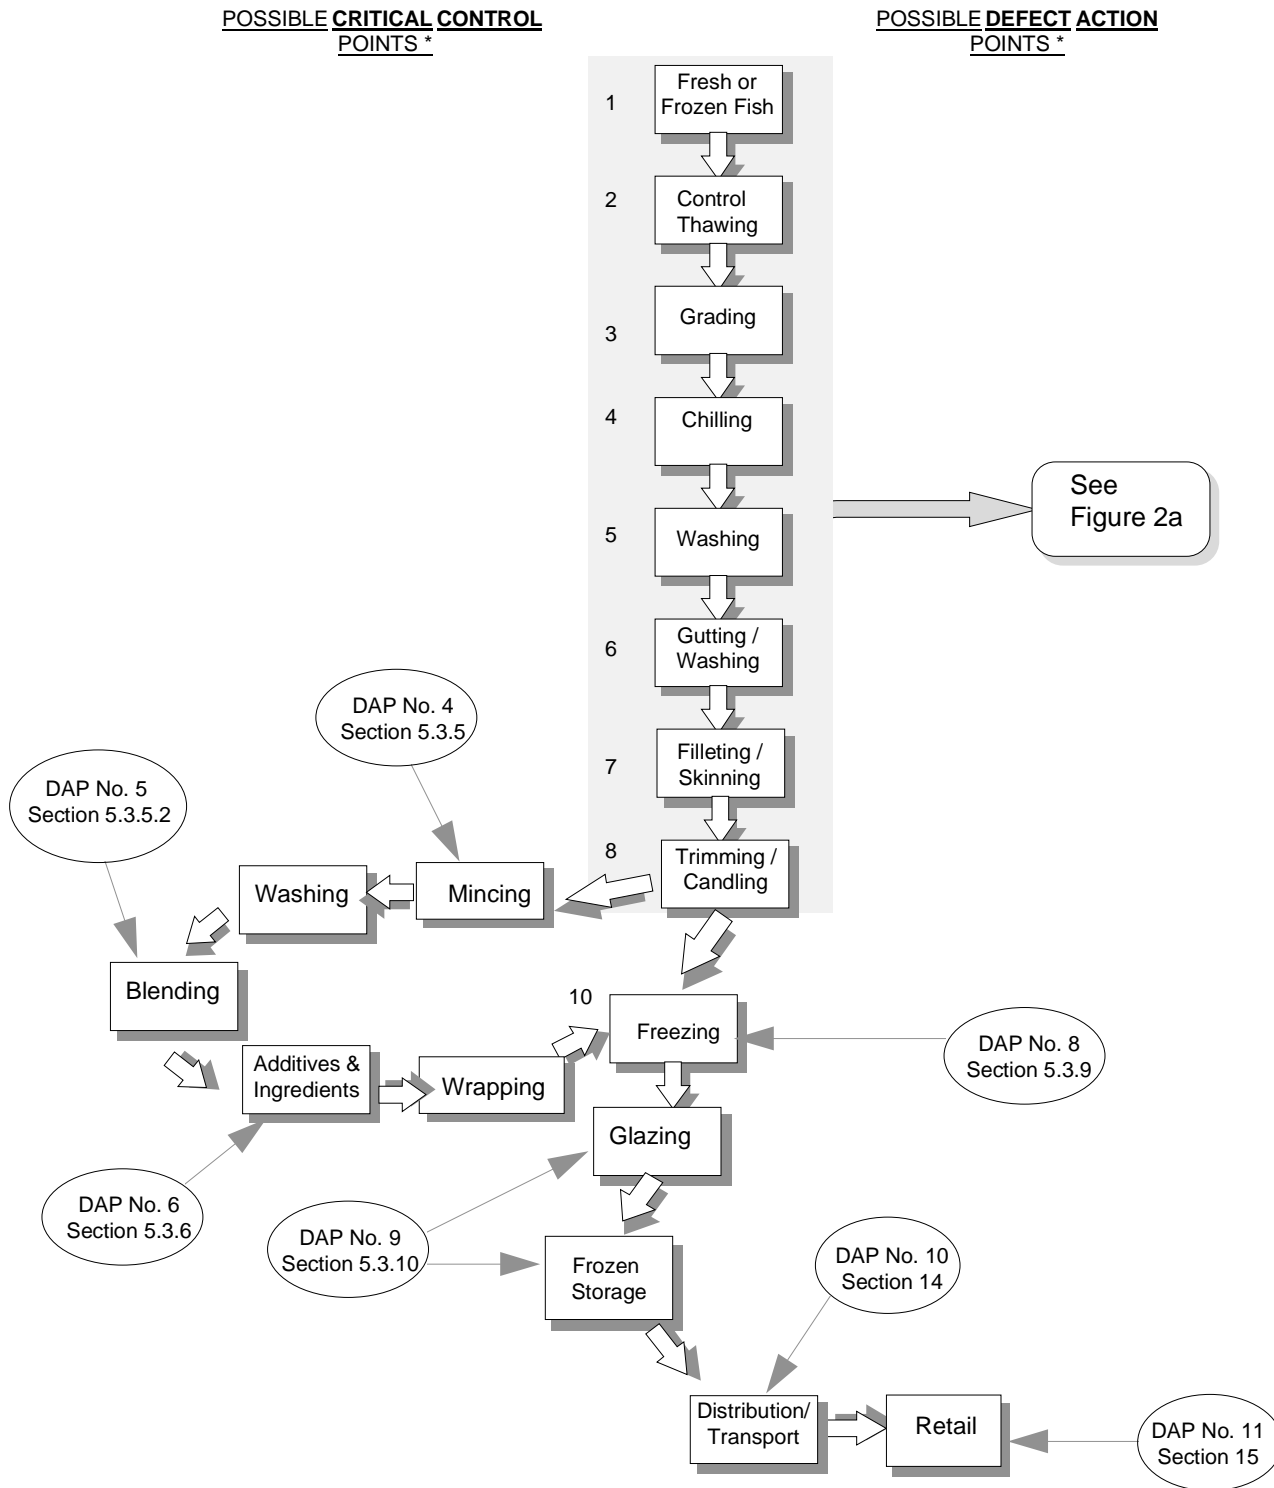 POSSIBLE CRITICAL CONTROL
POINTS *
POSSIBLE DEFECT ACTION
POINTS *
1
Fresh or
Frozen Fish
2
Control
Thawing
3
Grading
4
Chilling
5
Washing
See
Figure 2a
6
Gutting /
Washing
7
Filleting /
Skinning
8
Trimming /
Candling
DAP No. 4
Section 5.3.5
DAP No. 5
Section 5.3.5.2
Mincing
Washing
Blending
Additives &
Ingredients
Wrapping
10
Freezing
DAP No. 8
Section 5.3.9
Glazing
DAP No. 6
Section 5.3.6
DAP No. 9
Section 5.3.10
Frozen
Storage
DAP No. 10
Section 14
Distribution/
Transport
Retail
DAP No. 11
Section 15